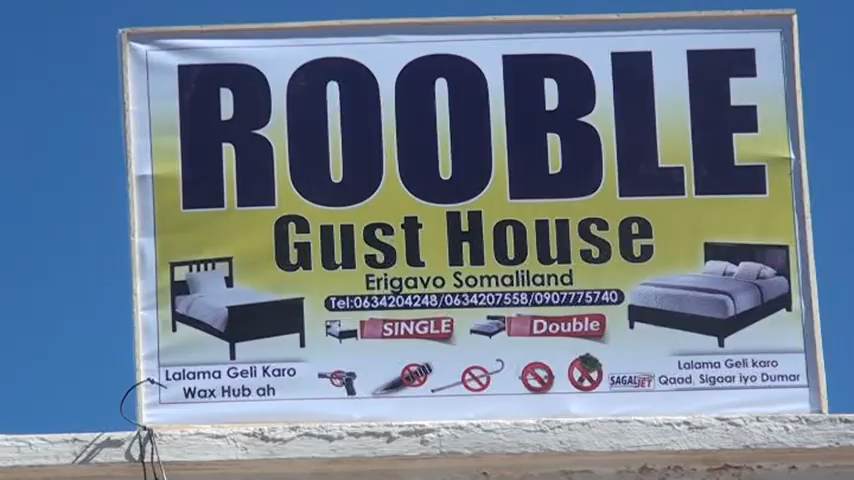 ROOBLE
Gust House
Erigavo Somaliland
Tel:0634204248/0634207558/0907775740
SINGLE
Double
Lalama Geli Karo
Wax Hub ah
SAGALJET
Lalama Geli karo
Qaad, Sigaar iyo Dumar